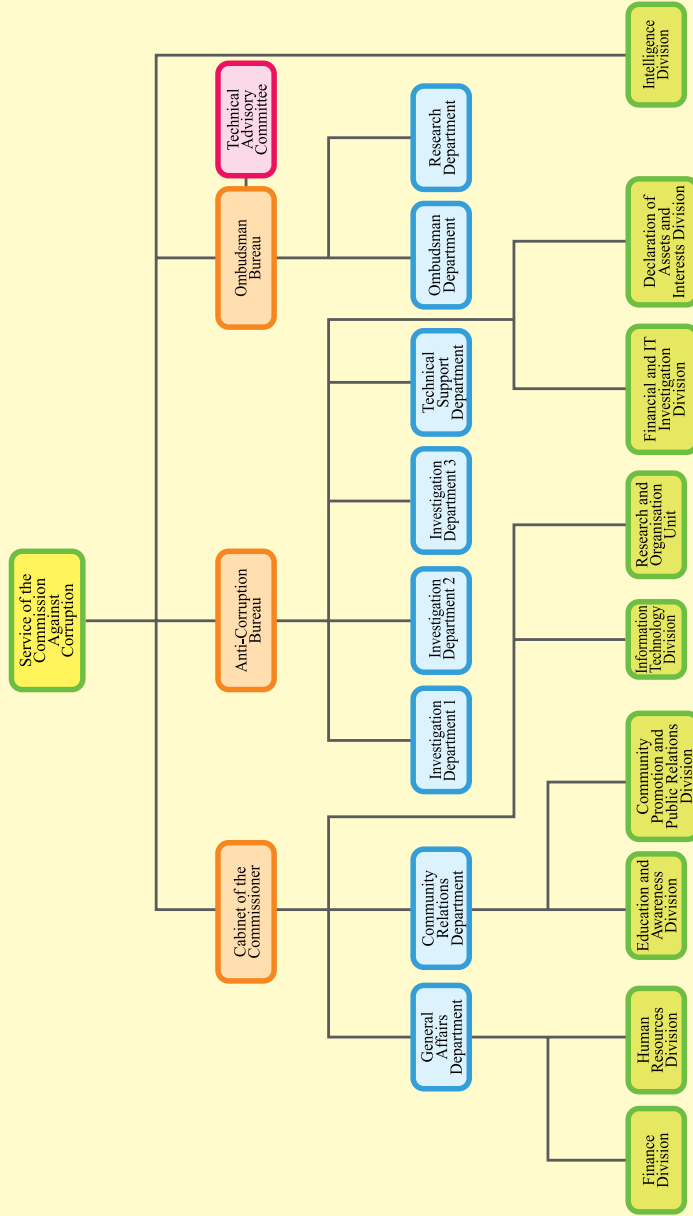 Service of the
Commission
Against
Corruption
Cabinet of the
Commissioner
Anti-Corruption
Bureau
Ombudsman
Bureau
Technical
Advisory
Committee
General
Affairs
Department
Community
Relations
Department
Investigation
Department 1
Investigation
Department 2
Investigation
Department 3
Technical
Support
Department
Ombudsman
Department
Research
Department
Finance
Division
Human
Resources
Division
Education and
Awareness
Division
Community
Promotion and
Public Relations
Division
Information
Technology
Division
Research and
Organisation
Unit
Financial and IT
Investigation
Division
Declaration of
Assets and
Interests Division
Intelligence
Division